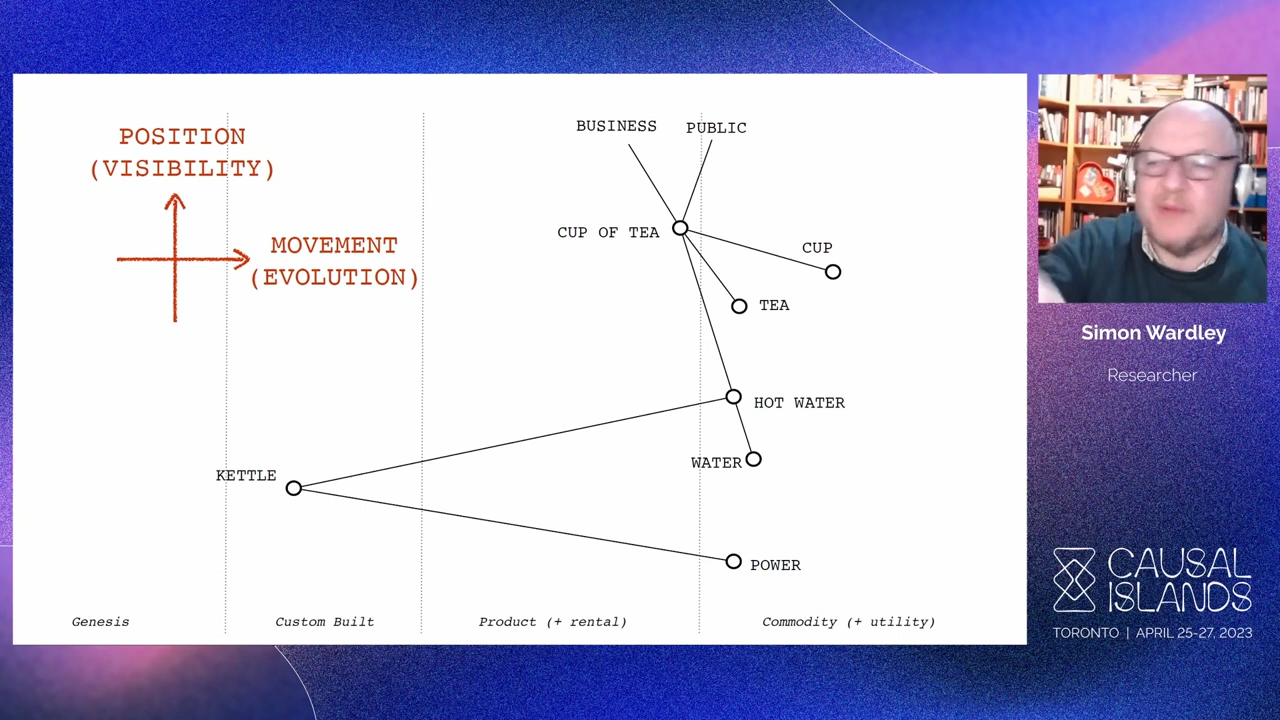 POSITION
(VISIBILITY)
MOVEMENT
(EVOLUTION)
BUSINESS
PUBLIC
CUP OF TEA
CUP
TEA
HOT WATER
WATER
KETTLE
POWER
Genesis
Custom Built
Product (+ rental)
Commodity (+ utility)
Simon Wardley
Researcher
CAUSAL
ISLANDS
TORONTO | APRIL 25-27, 2023